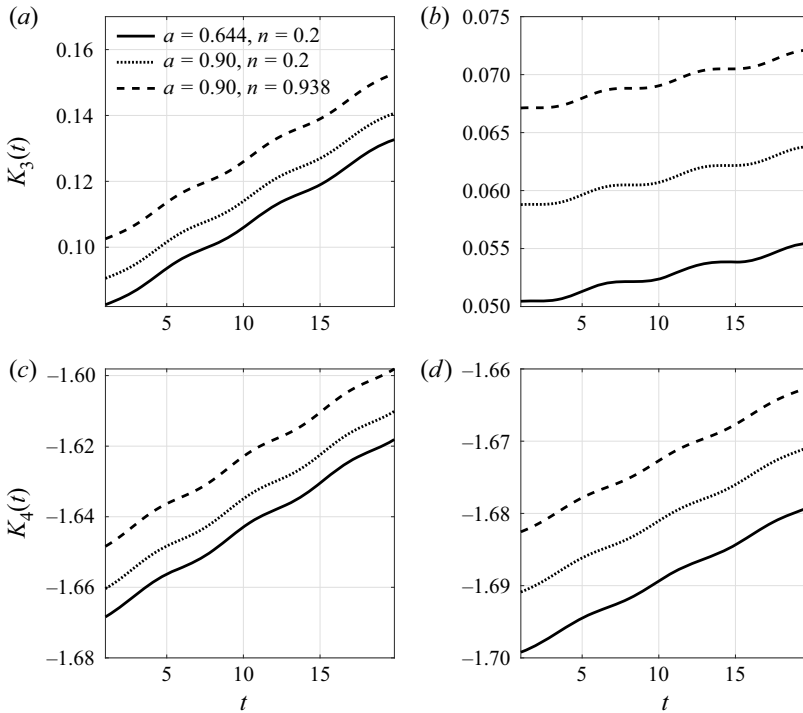 (a)
0.16
0.14
0.12
0.10
K₃(t)
5
10
15
a = 0.644, n = 0.2
a = 0.90, n = 0.2
a = 0.90, n = 0.938
(b)
0.075
0.070
0.065
0.060
0.055
0.050
5
10
15
(c)
−1.60
−1.62
−1.64
−1.66
−1.68
K₄(t)
5
10
15
t
(d)
−1.66
−1.67
−1.68
−1.69
−1.70
5
10
15
t